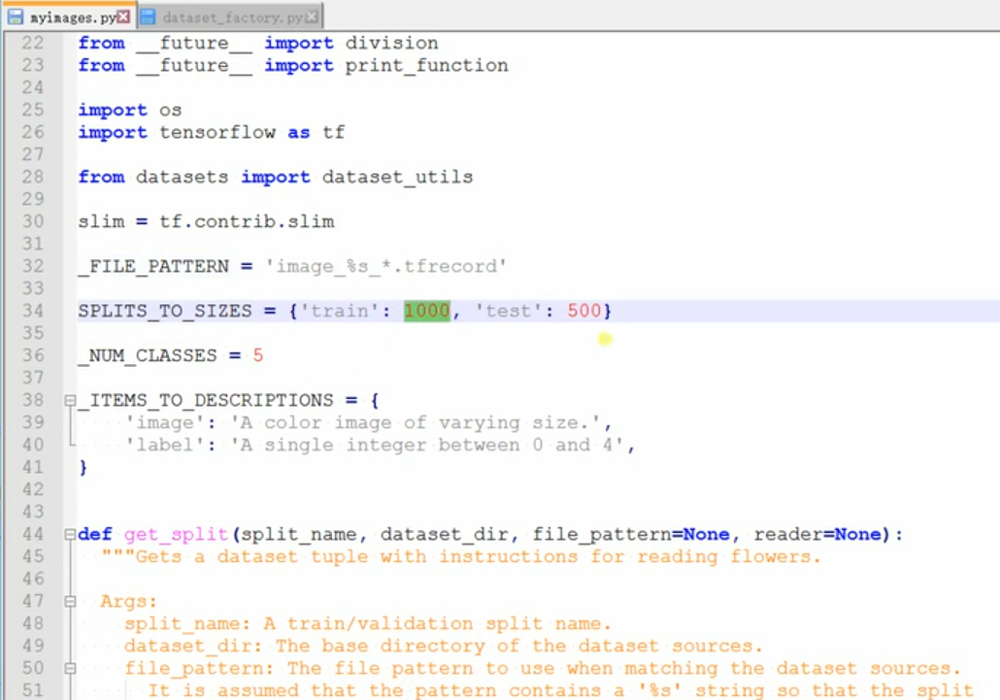 myimages.py dataset_factory.py
22 from __future__ import division
23 from __future__ import print_function
24
25 import os
26 import tensorflow as tf
27
28 from datasets import dataset_utils
29
30 slim = tf.contrib.slim
31
32 _FILE_PATTERN = 'image_%s_*.tfrecord'
33
34 SPLITS_TO_SIZES = {'train': 1000, 'test': 500}
35
36 _NUM_CLASSES = 5
37
38 _ITEMS_TO_DESCRIPTIONS = {
39 'image': 'A color image of varying size.',
40 'label': 'A single integer between 0 and 4',
41 }
42
43
44 def get_split(split_name, dataset_dir, file_pattern=None, reader=None):
45 """Gets a dataset tuple with instructions for reading flowers.
46
47 Args:
48 split_name: A train/validation split name.
49 dataset_dir: The base directory of the dataset sources.
50 file_pattern: The file pattern to use when matching the dataset sources.
51 It is assumed that the pattern contains a '%s' string so that the split